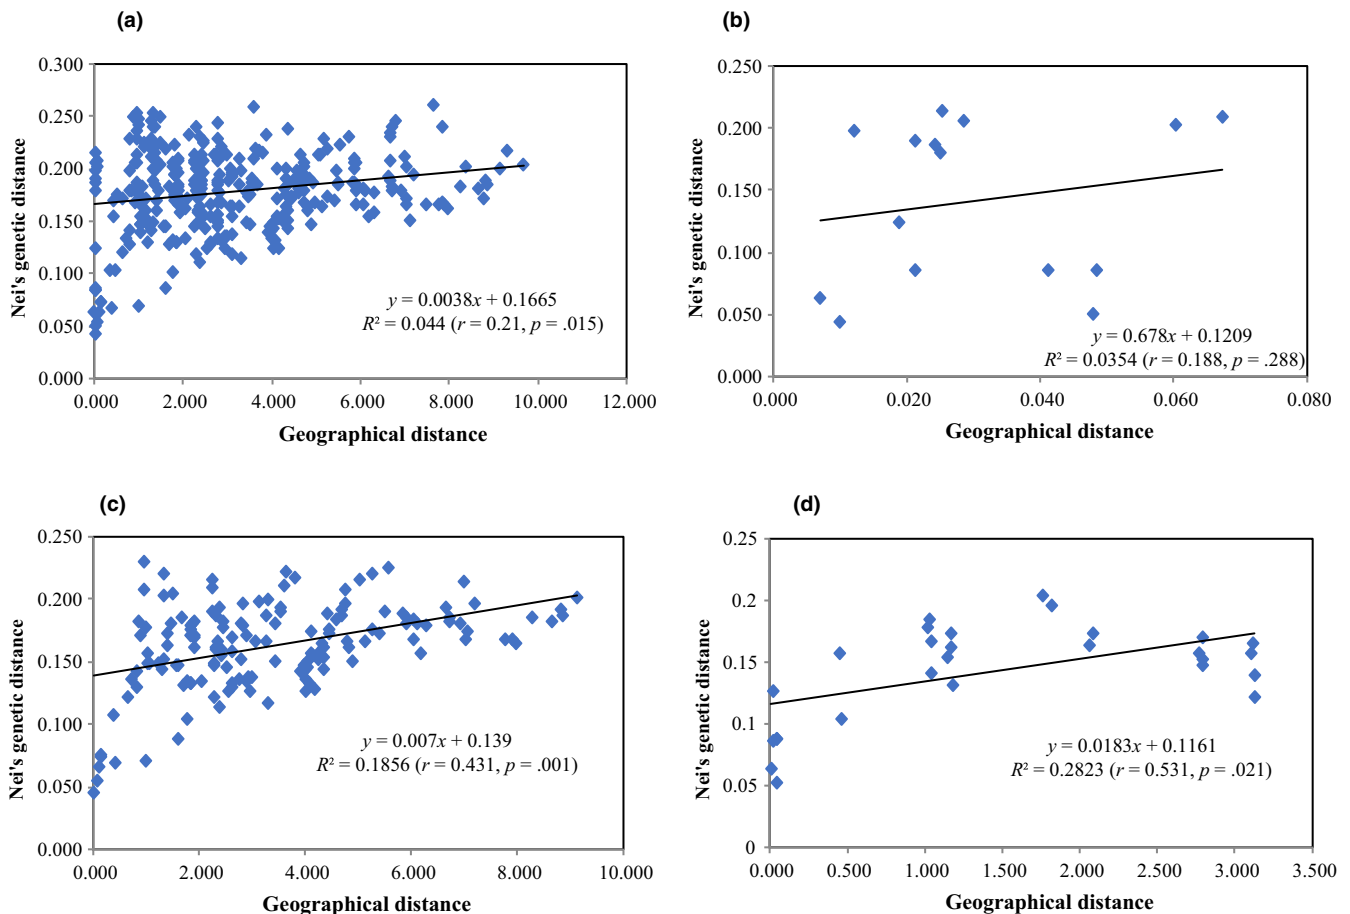 (a)
0.300
0.250
0.200
0.150
0.100
0.050
0.000
0.000 2.000 4.000 6.000 8.000 10.000 12.000
Nei's genetic distance
Geographical distance
y = 0.0038x + 0.1665
R² = 0.044 (r = 0.21, p = .015)
(b)
0.250
0.200
0.150
0.100
0.050
0.000
0.000 0.020 0.040 0.060 0.080
Nei's genetic distance
Geographical distance
y = 0.678x + 0.1209
R² = 0.0354 (r = 0.188, p = .288)
(c)
0.250
0.200
0.150
0.100
0.050
0.000
0.000 2.000 4.000 6.000 8.000 10.000
Nei's genetic distance
Geographical distance
y = 0.007x + 0.139
R² = 0.1856 (r = 0.431, p = .001)
(d)
0.25
0.2
0.15
0.1
0.05
0
0.000 0.500 1.000 1.500 2.000 2.500 3.000 3.500
Nei's genetic distance
Geographical distance
y = 0.0183x + 0.1161
R² = 0.2823 (r = 0.531, p = .021)